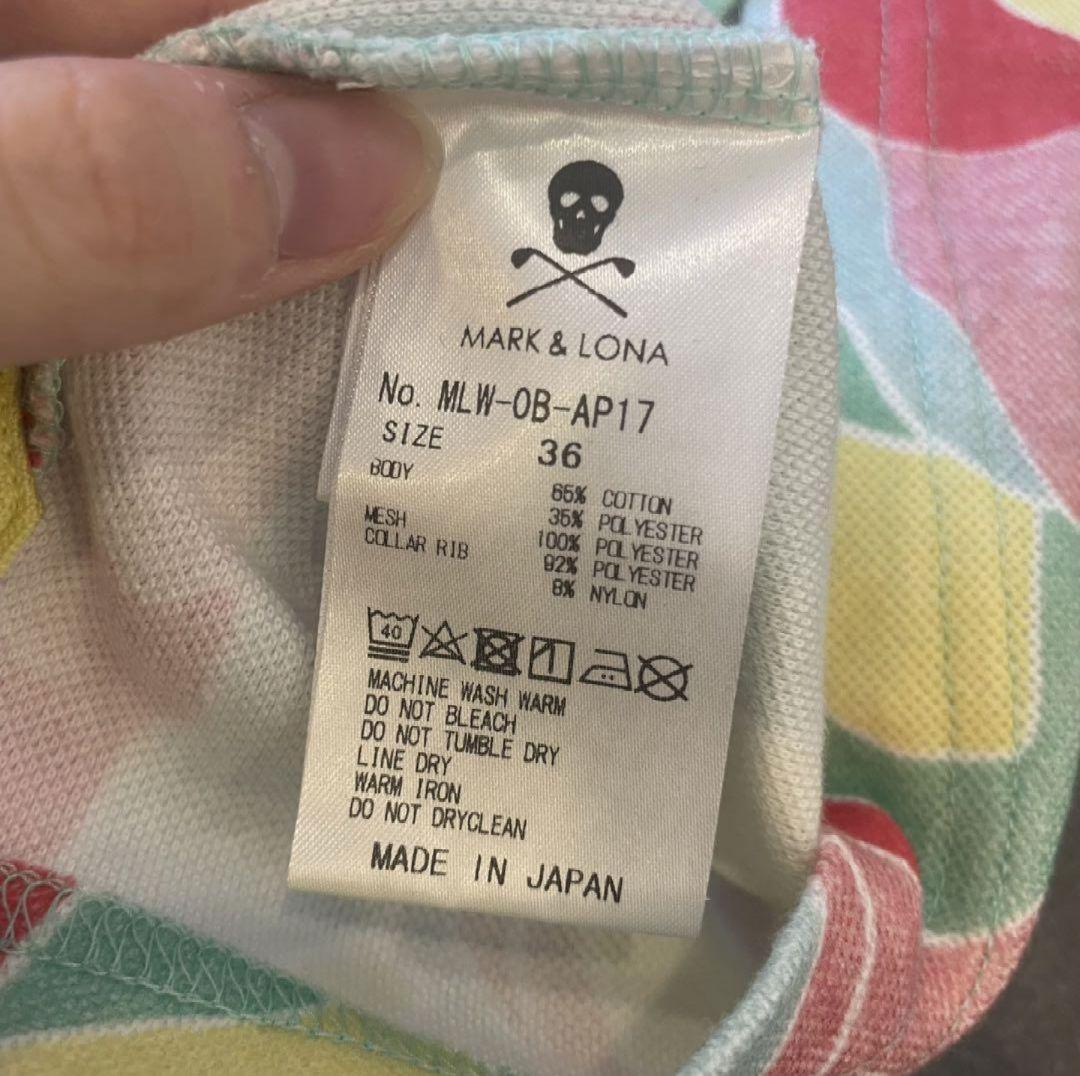 MARK & LONA
No. MLW-0B-AP17
SIZE 36
BODY 65% COTTON
35% POLYESTER
MESH 100% POLYESTER
COLLAR RIB 92% POLYESTER
8% NYLON
40
MACHINE WASH WARM
DO NOT BLEACH
DO NOT TUMBLE DRY
LINE DRY
WARM IRON
DO NOT DRYCLEAN
MADE IN JAPAN